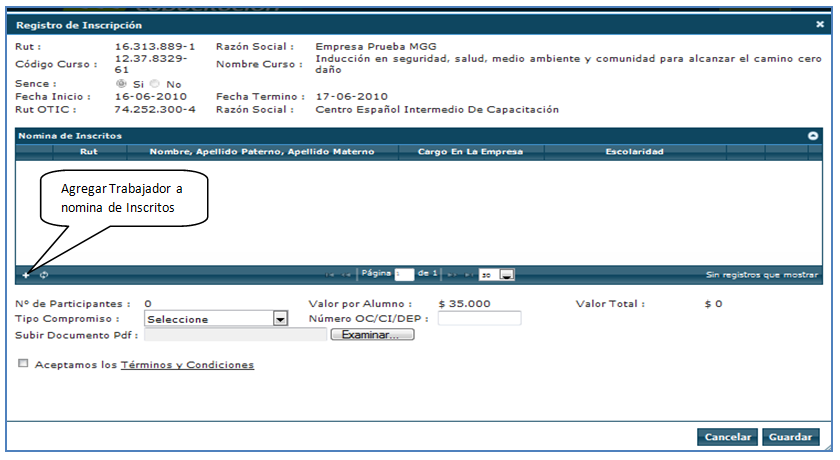 Registro de Inscripción
Rut : 16.313.889-1 Razón Social : Empresa Prueba MGG
Código Curso : 12.37.8329-61 Nombre Curso : Inducción en seguridad, salud, medio ambiente y comunidad para alcanzar el camino cero daño
Sence : Si No
Fecha Inicio : 16-06-2010 Fecha Termino : 17-06-2010
Rut OTIC : 74.252.300-4 Razón Social : Centro Español Intermedio De Capacitación
Nomina de Inscritos
Rut Nombre, Apellido Paterno, Apellido Materno Cargo En La Empresa Escolaridad
Agregar Trabajador a
nomina de Inscritos
Página de 1 30 Sin registros que mostrar
Nº de Participantes : 0 Valor por Alumno : $ 35.000 Valor Total : $ 0
Tipo Compromiso : Seleccione Número OC/CI/DEP :
Subir Documento Pdf : Examinar...
Aceptamos los Términos y Condiciones
Cancelar Guardar